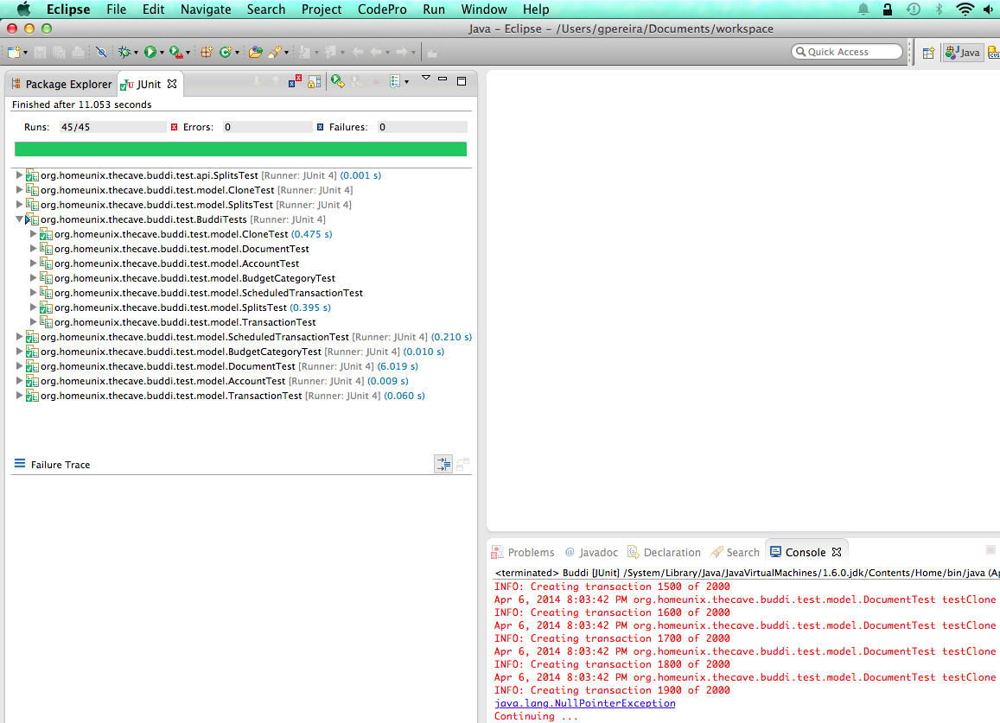 Eclipse File Edit Navigate Search Project CodePro Run Window Help
Java – Eclipse – /Users/gpereira/Documents/workspace
Quick Access
Java
Package Explorer
JUnit
Finished after 11.053 seconds
Runs: 45/45 Errors: 0 Failures: 0
org.homeunix.thecave.buddi.test.api.SplitsTest [Runner: JUnit 4] (0.001 s)
org.homeunix.thecave.buddi.test.model.CloneTest [Runner: JUnit 4]
org.homeunix.thecave.buddi.test.model.SplitsTest [Runner: JUnit 4]
org.homeunix.thecave.buddi.test.BuddiTests [Runner: JUnit 4]
org.homeunix.thecave.buddi.test.model.CloneTest (0.475 s)
org.homeunix.thecave.buddi.test.model.DocumentTest
org.homeunix.thecave.buddi.test.model.AccountTest
org.homeunix.thecave.buddi.test.model.BudgetCategoryTest
org.homeunix.thecave.buddi.test.model.ScheduledTransactionTest
org.homeunix.thecave.buddi.test.model.SplitsTest (0.395 s)
org.homeunix.thecave.buddi.test.model.TransactionTest
org.homeunix.thecave.buddi.test.model.ScheduledTransactionTest [Runner: JUnit 4] (0.210 s)
org.homeunix.thecave.buddi.test.model.BudgetCategoryTest [Runner: JUnit 4] (0.010 s)
org.homeunix.thecave.buddi.test.model.DocumentTest [Runner: JUnit 4] (6.019 s)
org.homeunix.thecave.buddi.test.model.AccountTest [Runner: JUnit 4] (0.009 s)
org.homeunix.thecave.buddi.test.model.TransactionTest [Runner: JUnit 4] (0.060 s)
Failure Trace
Problems @ Javadoc Declaration Search Console
<terminated> Buddi [JUnit] /System/Library/Java/JavaVirtualMachines/1.6.0.jdk/Contents/Home/bin/java (Ap
INFO: Creating transaction 1500 of 2000
Apr 6, 2014 8:03:42 PM org.homeunix.thecave.buddi.test.model.DocumentTest testClone
INFO: Creating transaction 1600 of 2000
Apr 6, 2014 8:03:42 PM org.homeunix.thecave.buddi.test.model.DocumentTest testClone
INFO: Creating transaction 1700 of 2000
Apr 6, 2014 8:03:42 PM org.homeunix.thecave.buddi.test.model.DocumentTest testClone
INFO: Creating transaction 1800 of 2000
Apr 6, 2014 8:03:42 PM org.homeunix.thecave.buddi.test.model.DocumentTest testClone
INFO: Creating transaction 1900 of 2000
java.lang.NullPointerException
Continuing ...